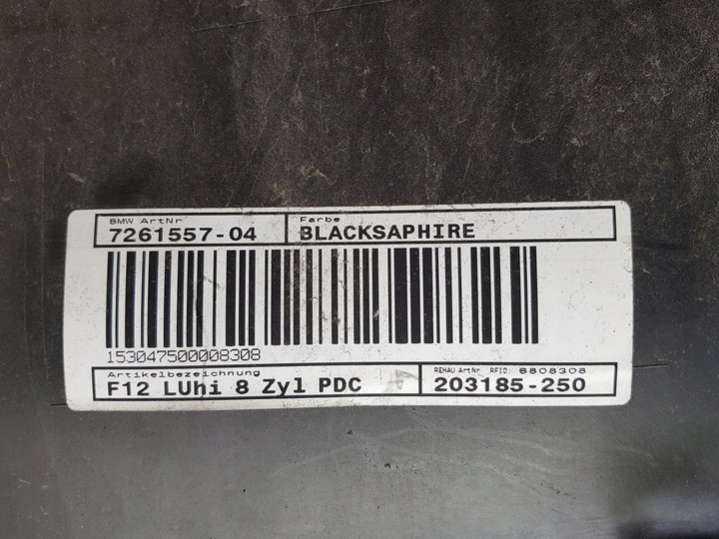 BMW ArtNr Farbe
7261557-04 BLACKSAPHIRE
153047500008308
Artikelbezeichnung REHAU ArtNr. RFID: 8808308
F12 LUhi 8 Zyl PDC 203185-250